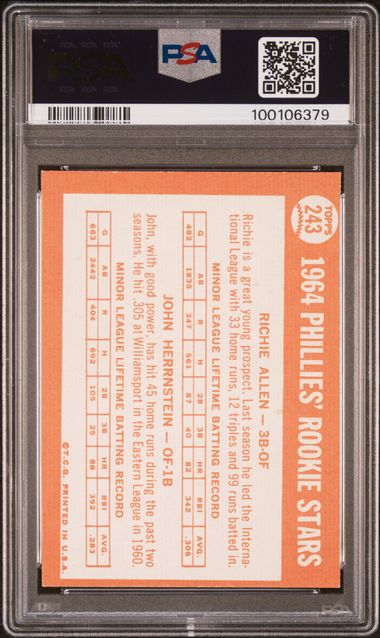 PSA
100106379
TOPPS
243
1964 PHILLIES' ROOKIE STARS
RICHIE ALLEN — 3B-OF
Richie is a great young prospect. Last season he led the Interna-
tional League with 33 home runs, 12 triples and 99 runs batted in.
MINOR LEAGUE LIFETIME BATTING RECORD
G AB R H 2B 3B HR RBI AVG.
482 1835 347 561 87 40 82 342 .306
JOHN HERRNSTEIN — OF-1B
John, with good power, has hit 45 home runs during the past two
seasons. He hit .305 at Williamsport in the Eastern League in 1960.
MINOR LEAGUE LIFETIME BATTING RECORD
G AB R H 2B 3B HR RBI AVG.
663 2442 404 692 105 25 88 352 .283
© T.C.G. PRINTED IN U.S.A.